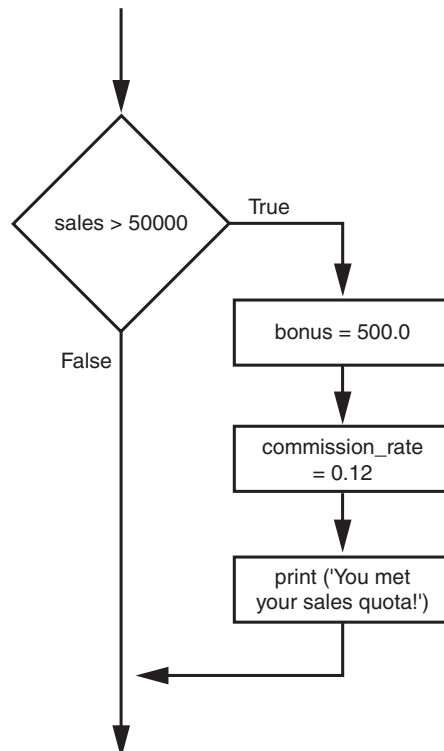 sales > 50000
True
bonus = 500.0
False
commission_rate
= 0.12
print ('You met
your sales quota!')